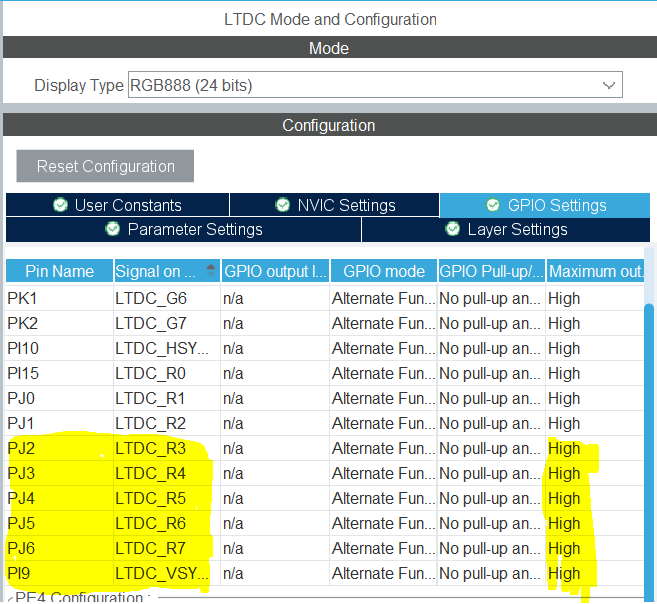 LTDC Mode and Configuration
Mode
Display Type RGB888 (24 bits)
Configuration
Reset Configuration
User Constants NVIC Settings GPIO Settings
Parameter Settings Layer Settings
Pin Name Signal on ... GPIO output l... GPIO mode GPIO Pull-up/... Maximum out...
PK1 LTDC_G6 n/a Alternate Fun... No pull-up an... High
PK2 LTDC_G7 n/a Alternate Fun... No pull-up an... High
PI10 LTDC_HSY... n/a Alternate Fun... No pull-up an... High
PI15 LTDC_R0 n/a Alternate Fun... No pull-up an... High
PJ0 LTDC_R1 n/a Alternate Fun... No pull-up an... High
PJ1 LTDC_R2 n/a Alternate Fun... No pull-up an... High
PJ2 LTDC_R3 n/a Alternate Fun... No pull-up an... High
PJ3 LTDC_R4 n/a Alternate Fun... No pull-up an... High
PJ4 LTDC_R5 n/a Alternate Fun... No pull-up an... High
PJ5 LTDC_R6 n/a Alternate Fun... No pull-up an... High
PJ6 LTDC_R7 n/a Alternate Fun... No pull-up an... High
PI9 LTDC_VSY... n/a Alternate Fun... No pull-up an... High
PE4 Configuration :